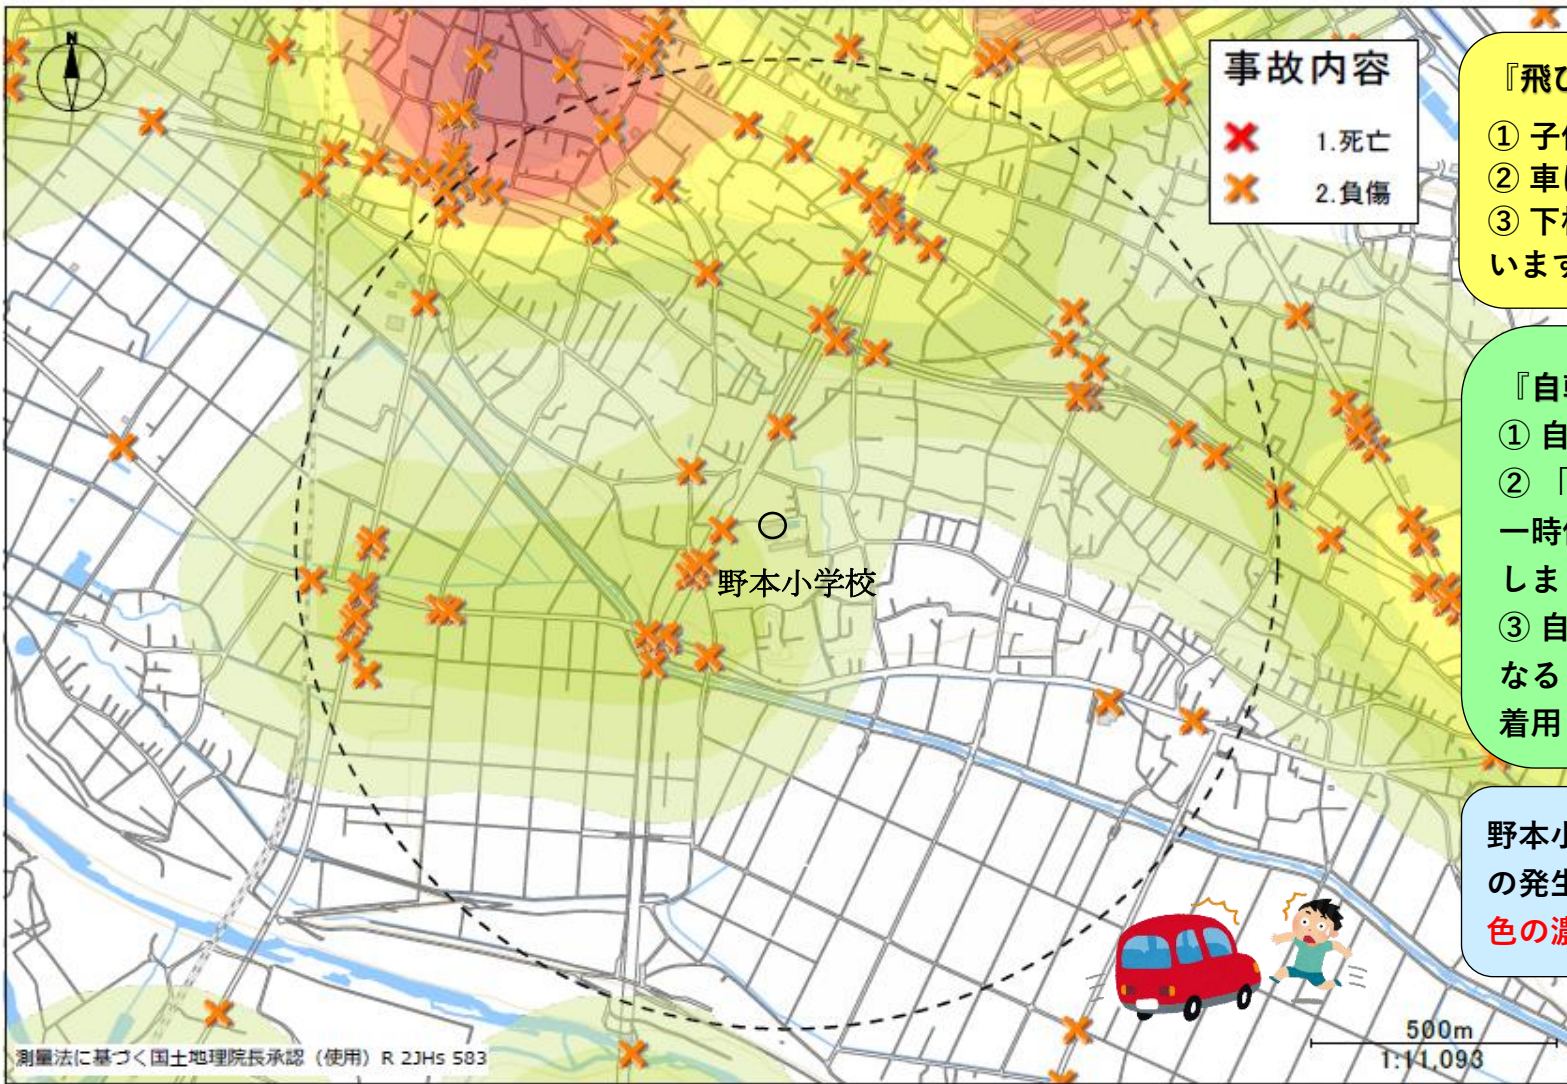 N
事故内容
1.死亡
2.負傷
野本小学校
測量法に基づく国土地理院長承認（使用）R 2JHs 583
500m
1:11,093
『飛び
① 子
② 車
③ 下
います
『自
① 自
② 「
一時
しま
③ 自
なる
着用
野本小
の発生
色の濃